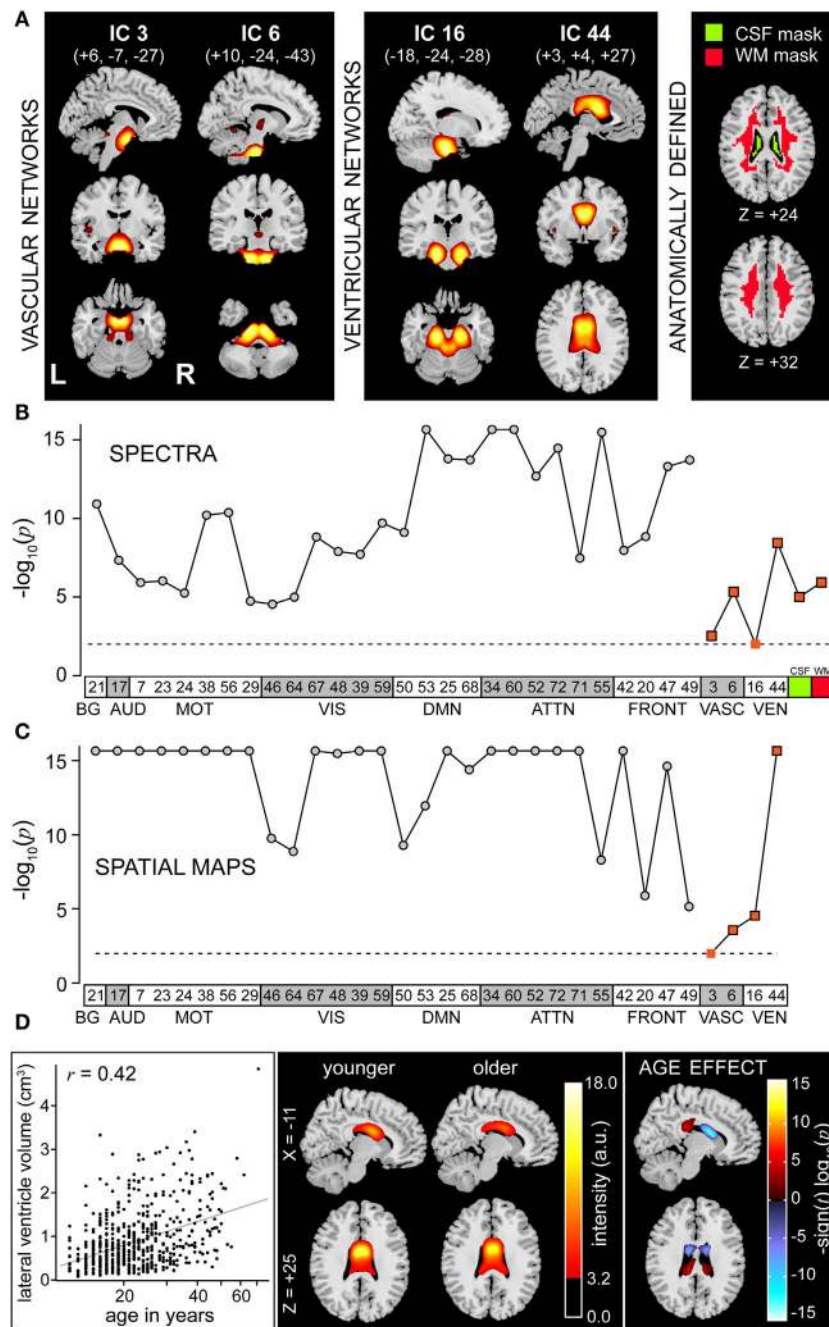 A
IC 3
IC 6
IC 16
IC 44
(+6, -7, -27)
(+10, -24, -43)
(-18, -24, -28)
(+3, +4, +27)
CSF mask
WM mask
VASCULAR NETWORKS
VENTRICULAR NETWORKS
ANATOMICALLY DEFINED
Z = +24
Z = +32
L
R
B
SPECTRA
-log10(p)
15
10
5
0
CSF WM
21 17 7 23 24 38 56 29 46 64 67 48 39 59 50 53 25 68 34 60 52 72 71 55 42 20 47 49 3 6 16 44
BG AUD MOT VIS DMN ATTN FRONT VASC VEN
C
SPATIAL MAPS
-log10(p)
15
10
5
0
21 17 7 23 24 38 56 29 46 64 67 48 39 59 50 53 25 68 34 60 52 72 71 55 42 20 47 49 3 6 16 44
BG AUD MOT VIS DMN ATTN FRONT VASC VEN
D
r = 0.42
lateral ventricle volume (cm³)
5
4
3
2
1
0
20 40 60
age in years
younger
older
X = -11
Z = +25
18.0
intensity (a.u.)
3.2
0.0
AGE EFFECT
15
10
5
0
-5
-10
-15
-sign(t) log10(p)